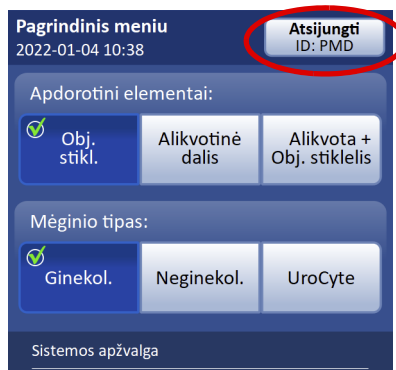 Pagrindinis meniu
2022-01-04 10:38
Atsijungti
ID: PMD
Apdorotini elementai:
Obj.
stikl.
Alikvotinė
dalis
Alikvota +
Obj. stiklelis
Mėginio tipas:
Ginekol.
Neginekol.
UroCyte
Sistemos apžvalga